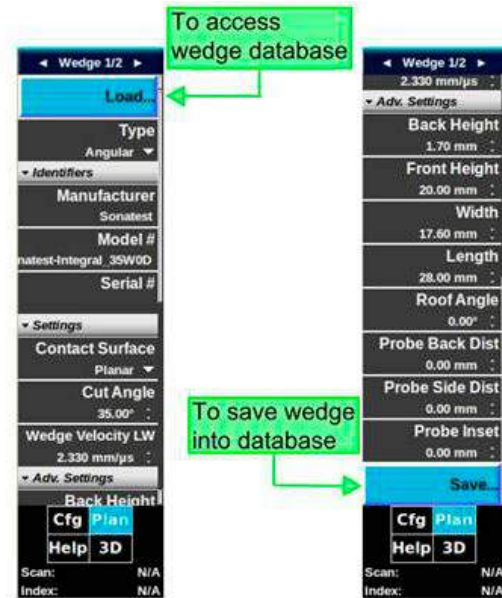 To access
wedge database
◄ Wedge 1/2 ►
Load...
Type
Angular
Identifiers
Manufacturer
Sonatest
Model #
natest-Integral_35W0D
Serial #
Settings
Contact Surface
Planar
Cut Angle
35.00°
Wedge Velocity LW
2.330 mm/µs
Adv. Settings
Back Height
Cfg Plan
Help 3D
Scan: N/A
Index: N/A
To save wedge
into database
◄ Wedge 1/2 ►
2.330 mm/µs
Adv. Settings
Back Height
1.70 mm
Front Height
20.00 mm
Width
17.60 mm
Length
28.00 mm
Roof Angle
0.00°
Probe Back Dist
0.00 mm
Probe Side Dist
0.00 mm
Probe Inset
0.00 mm
Save...
Cfg Plan
Help 3D
Scan: N/A
Index: N/A